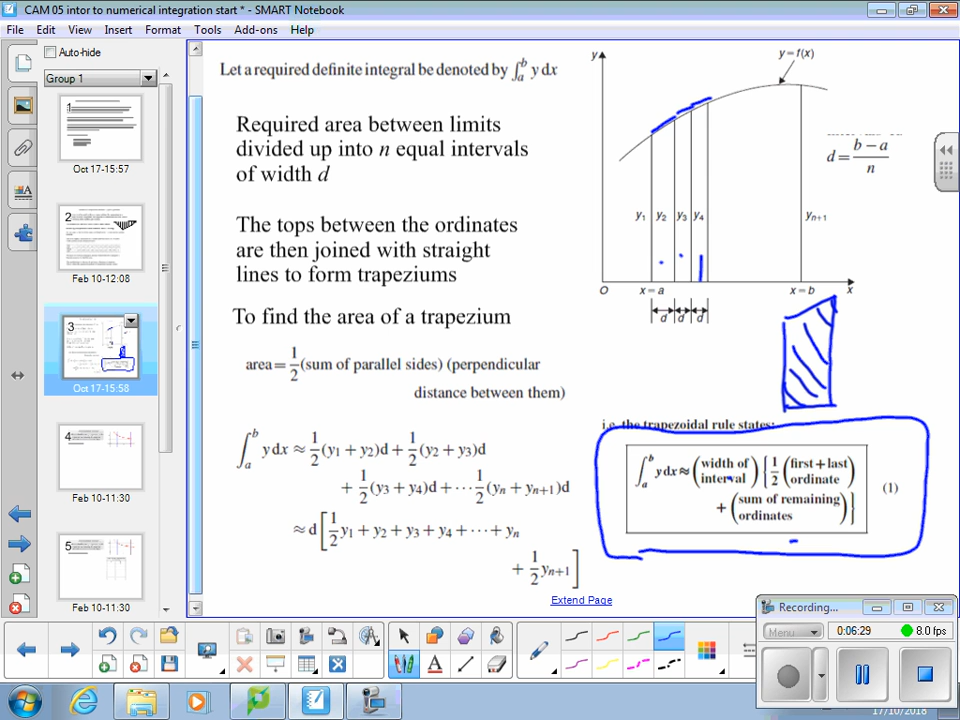 CAM 05 intor to numerical integration start * - SMART Notebook
File Edit View Insert Format Tools Add-ons Help
Auto-hide
Group 1
1
Oct 17-15:57
2
Feb 10-12:08
3
Oct 17-15:58
4
Feb 10-11:30
5
Feb 10-11:30
Let a required definite integral be denoted by ∫ₐᵇ y dx
Required area between limits
divided up into n equal intervals
of width d
The tops between the ordinates
are then joined with straight
lines to form trapeziums
To find the area of a trapezium
area = 1/2 (sum of parallel sides) (perpendicular
distance between them)
∫ₐᵇ y dx ≈ 1/2 (y₁ + y₂)d + 1/2 (y₂ + y₃)d
+ 1/2 (y₃ + y₄)d + ⋯ 1/2 (yₙ + yₙ₊₁)d
≈ d[1/2 y₁ + y₂ + y₃ + y₄ + ⋯ + yₙ
+ 1/2 yₙ₊₁]
Extend Page
y
y = f(x)
d = (b − a)/n
y₁ y₂ y₃ y₄ yₙ₊₁
O x = a x = b x
d d d
i.e. the trapezoidal rule states:
∫ₐᵇ y dx ≈ (width of interval) {1/2 (first + last ordinate)
+ (sum of remaining ordinates)}
(1)
Recording...
Menu
0:06:29
8.0 fps
A
17/10/2018